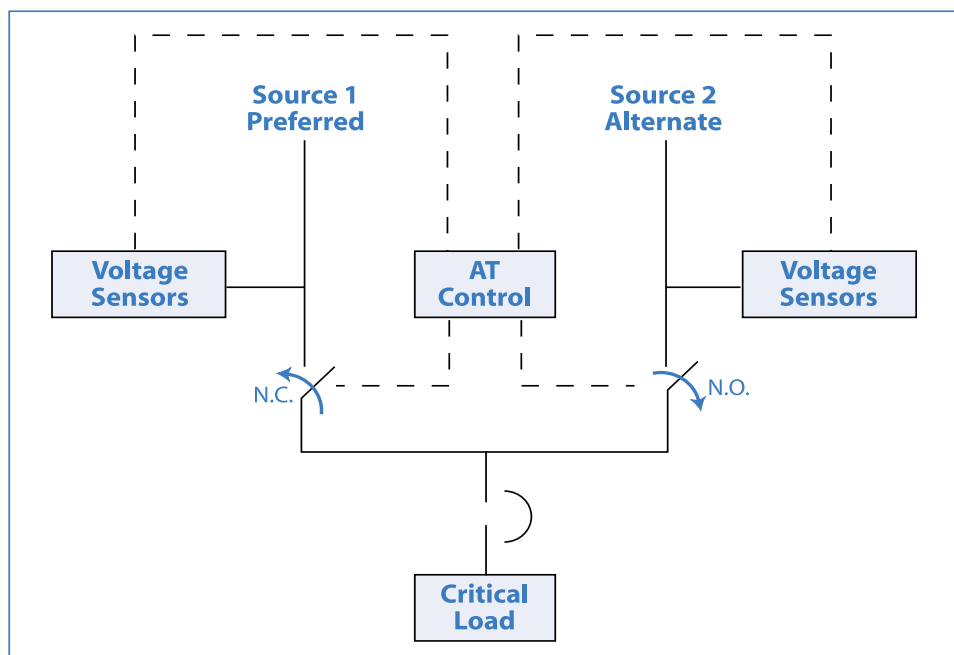 Source 1
Preferred
Source 2
Alternate
Voltage
Sensors
AT
Control
Voltage
Sensors
N.C.
N.O.
Critical
Load